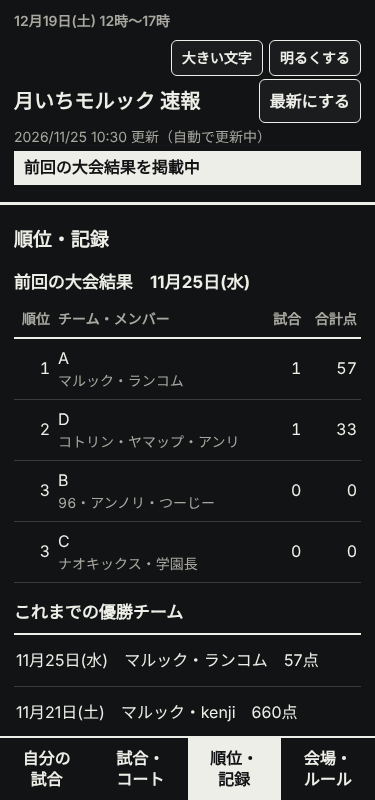 12月19日(土) 12時〜17時
大きい文字 明るくする
月いちモルック 速報 最新にする
2026/11/25 10:30 更新（自動で更新中）
前回の大会結果を掲載中
順位・記録
前回の大会結果　11月25日(水)
順位 チーム・メンバー 試合 合計点
1 A 1 57
マルック・ランコム
2 D 1 33
コトリン・ヤマップ・アンリ
3 B 0 0
96・アンノリ・つーじー
3 C 0 0
ナオキックス・学園長
これまでの優勝チーム
11月25日(水)　マルック・ランコム　57点
11月21日(土)　マルック・kenji　660点
自分の 試合・ 順位・ 会場・
試合 コート 記録 ルール